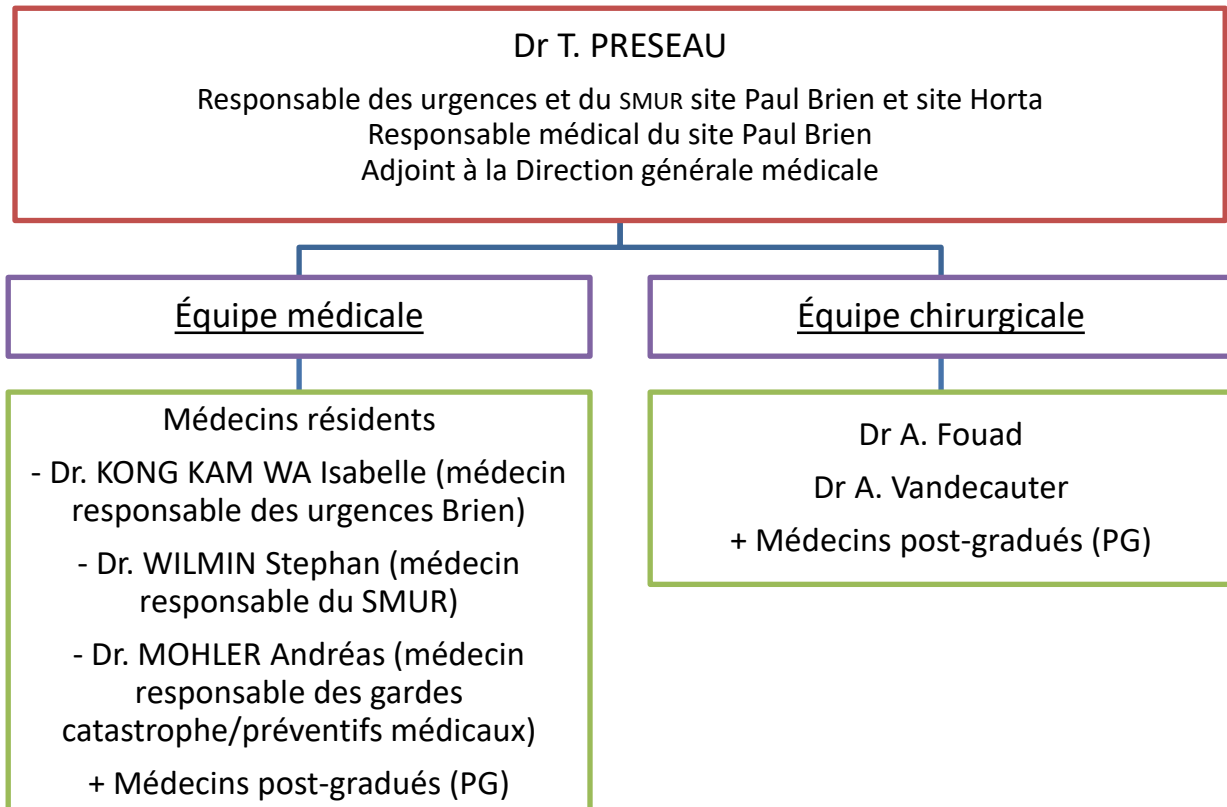 Dr T. PRESEAU
Responsable des urgences et du SMUR site Paul Brien et site Horta
Responsable médical du site Paul Brien
Adjoint à la Direction générale médicale
Équipe médicale
Médecins résidents
- Dr. KONG KAM WA Isabelle (médecin
responsable des urgences Brien)
- Dr. WILMIN Stephan (médecin
responsable du SMUR)
- Dr. MOHLER Andréas (médecin
responsable des gardes
catastrophe/préventifs médicaux)
+ Médecins post-gradués (PG)
Équipe chirurgicale
Dr A. Fouad
Dr A. Vandecauter
+ Médecins post-gradués (PG)